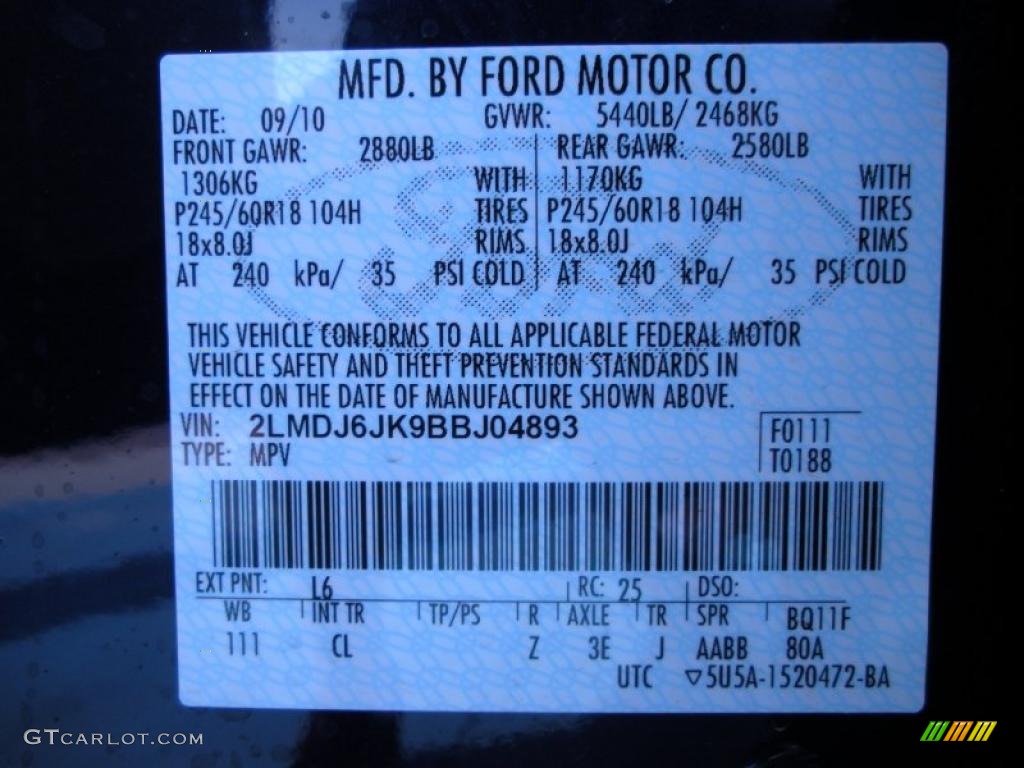 MFD. BY FORD MOTOR CO.
DATE: 09/10 GVWR: 5440LB/ 2468KG
FRONT GAWR: 2880LB REAR GAWR: 2580LB
1306KG WITH 1170KG WITH
P245/60R18 104H TIRES P245/60R18 104H TIRES
18x8.0J RIMS 18x8.0J RIMS
AT 240 kPa/ 35 PSI COLD AT 240 kPa/ 35 PSI COLD
THIS VEHICLE CONFORMS TO ALL APPLICABLE FEDERAL MOTOR
VEHICLE SAFETY AND THEFT PREVENTION STANDARDS IN
EFFECT ON THE DATE OF MANUFACTURE SHOWN ABOVE.
VIN: 2LMDJ6JK9BBJ04893 F0111
TYPE: MPV T0188
EXT PNT: L6 RC: 25 DSO:
WB INT TR TP/PS R AXLE TR SPR BQ11F
111 CL Z 3E J AABB 80A
UTC ▽5U5A-1520472-BA
GTCARLOT.COM